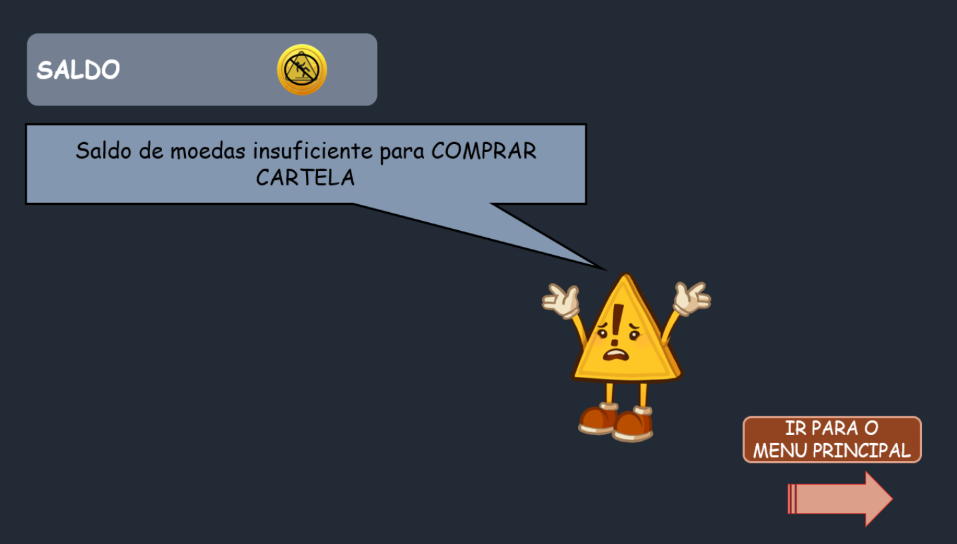 SALDO
Saldo de moedas insuficiente para COMPRAR
CARTELA
IR PARA O
MENU PRINCIPAL